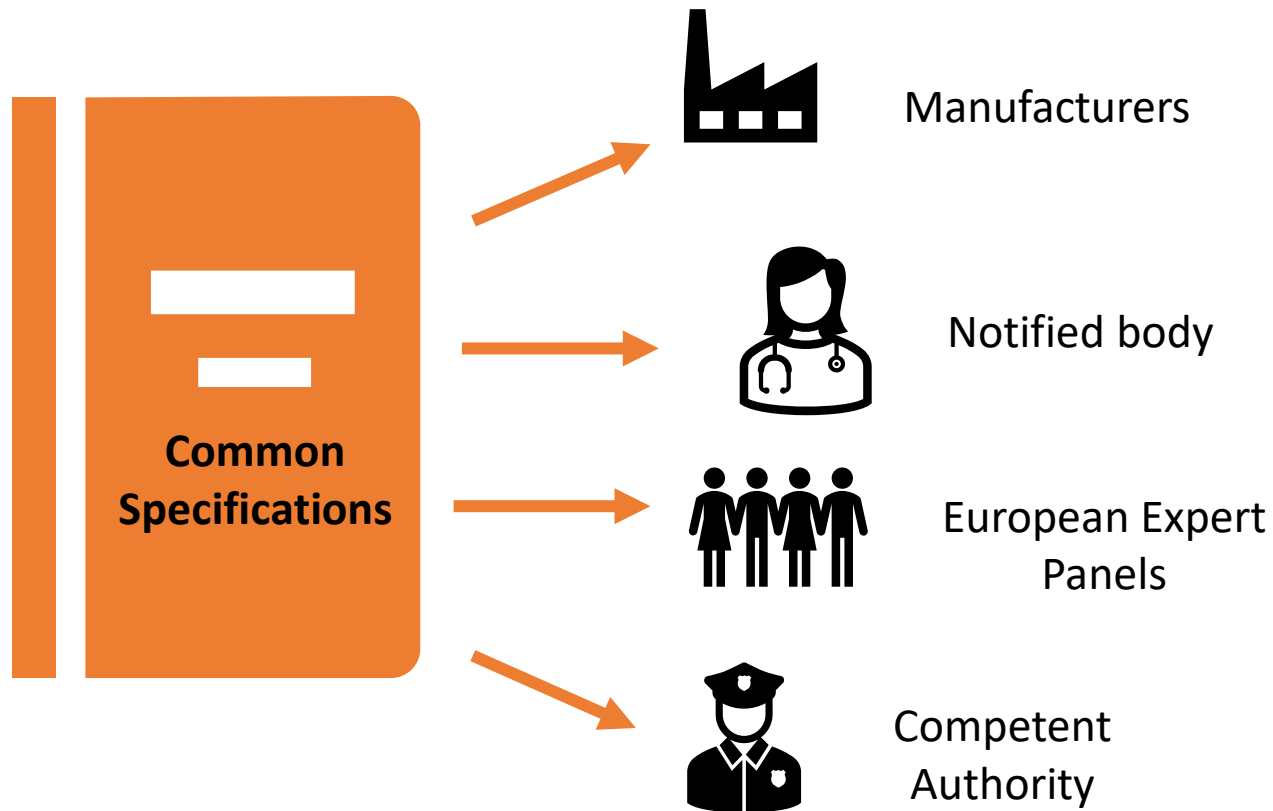 Manufacturers
Notified body
Common
Specifications
European Expert
Panels
Competent
Authority